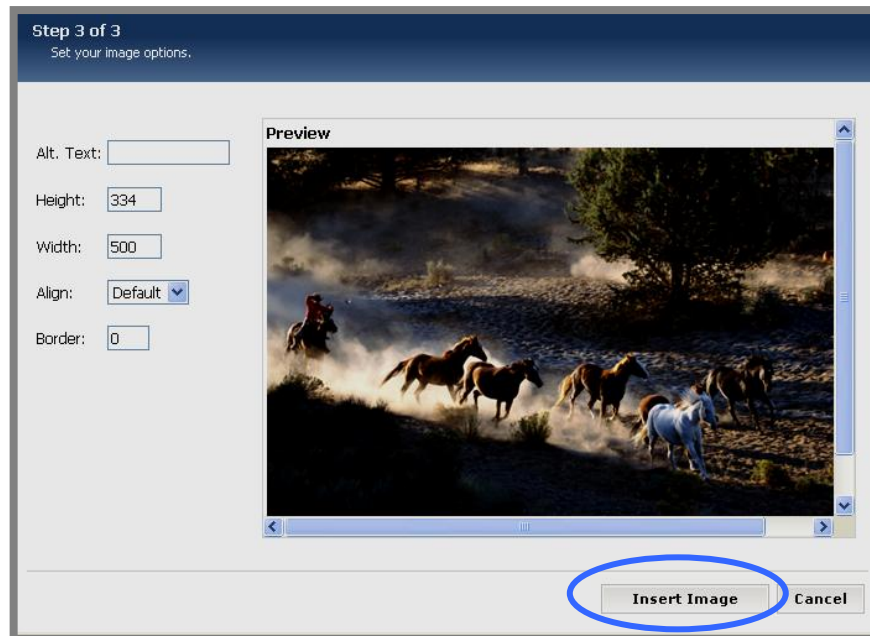 Step 3 of 3
Set your image options.
Preview
Alt. Text:
Height: 334
Width: 500
Align: Default
Border: 0
Insert Image Cancel